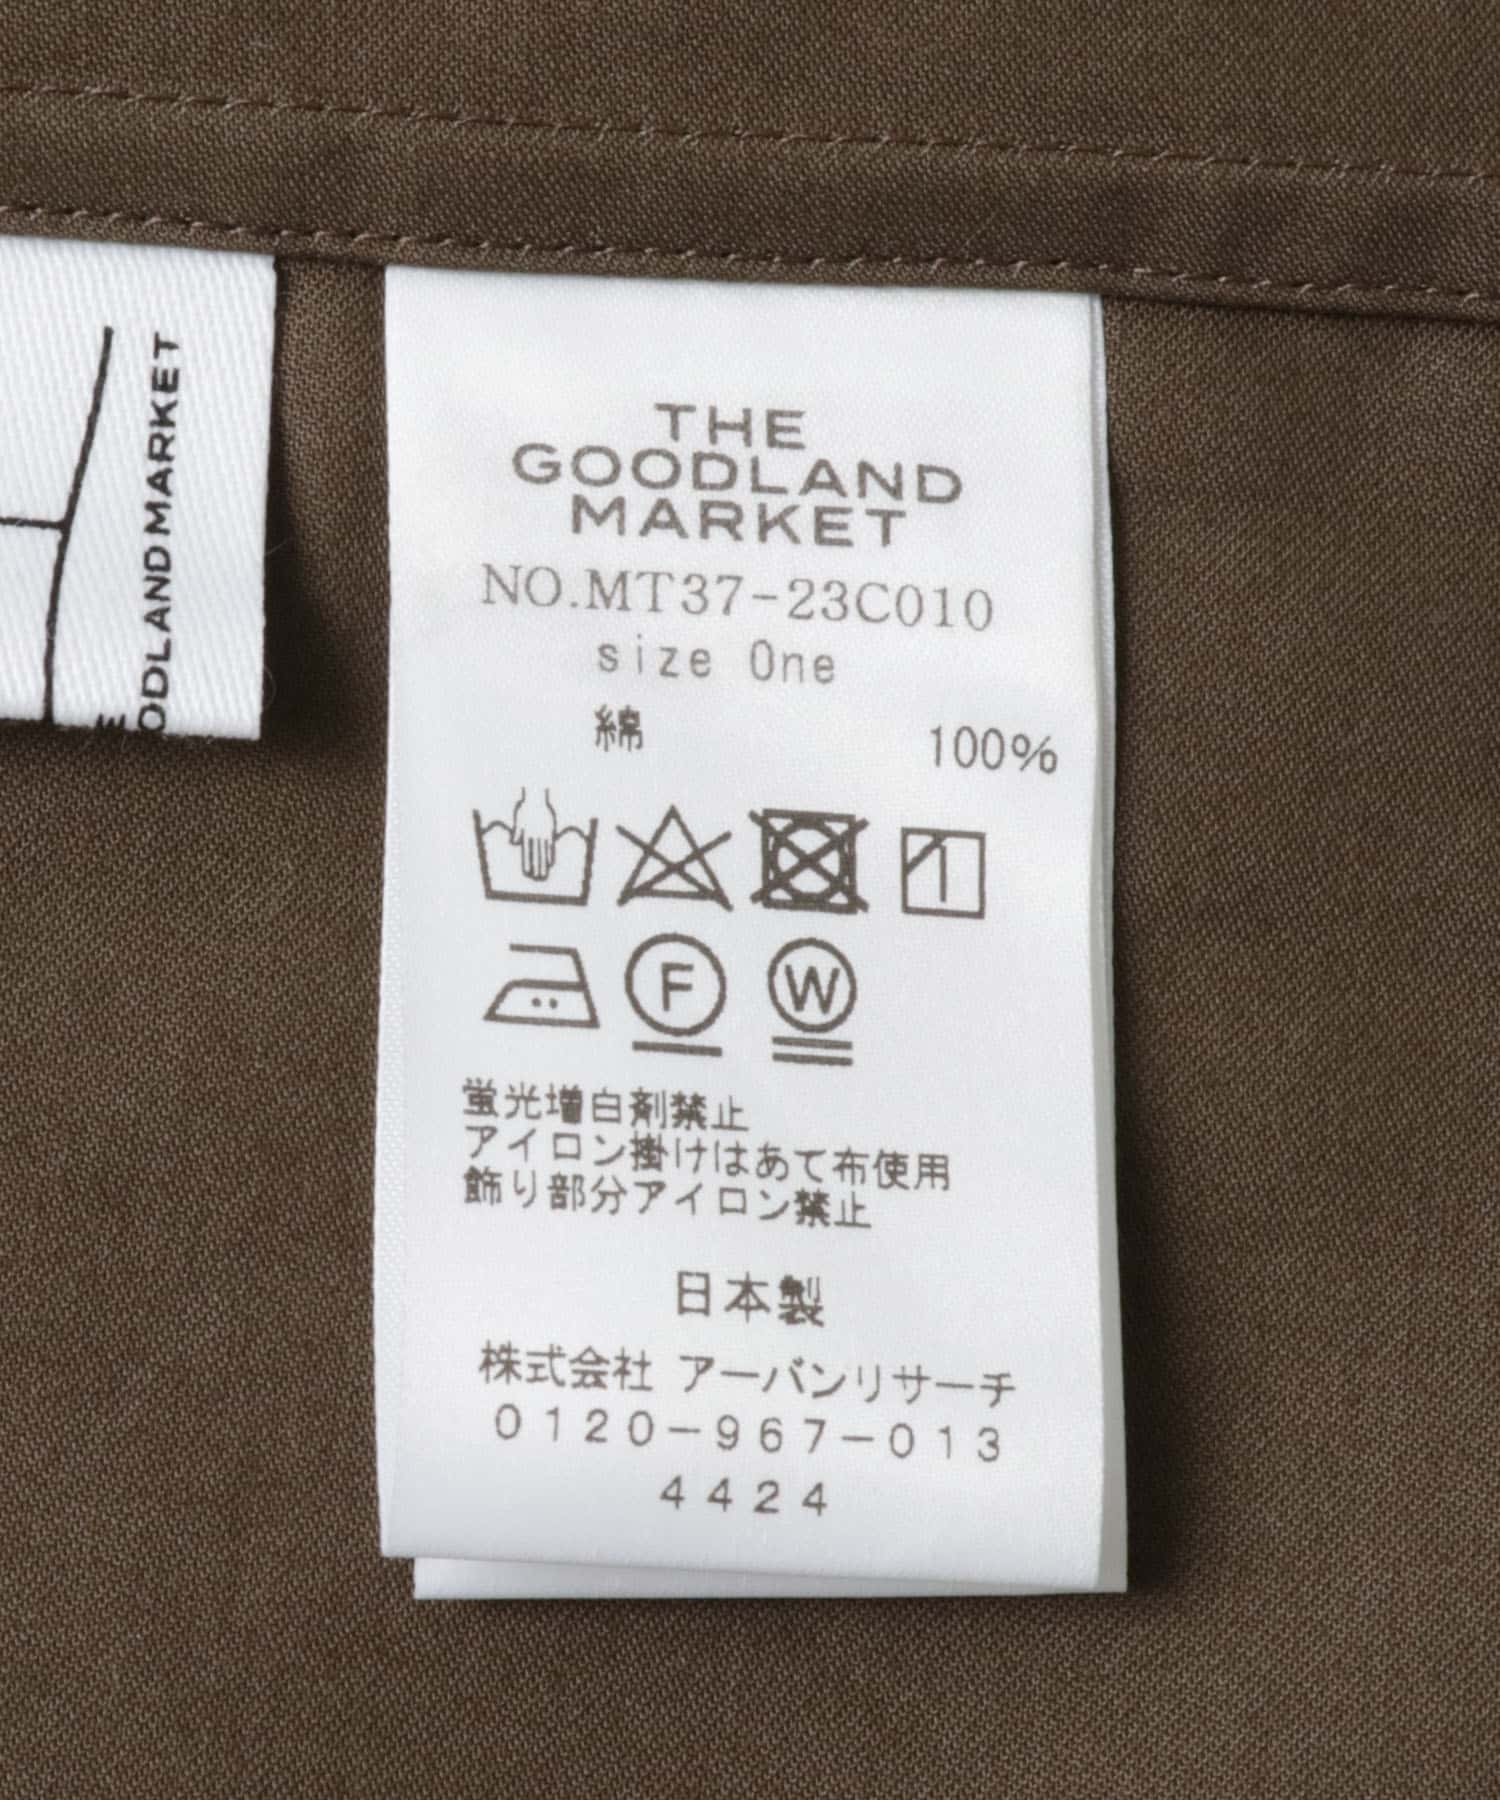 THE
GOODLAND
MARKET
NO.MT37-23C010
size One
綿 100%
F
W
蛍光増白剤禁止
アイロン掛けはあて布使用
飾り部分アイロン禁止
日本製
株式会社 アーバンリサーチ
0120-967-013
4424
E
ODLAND MARKET